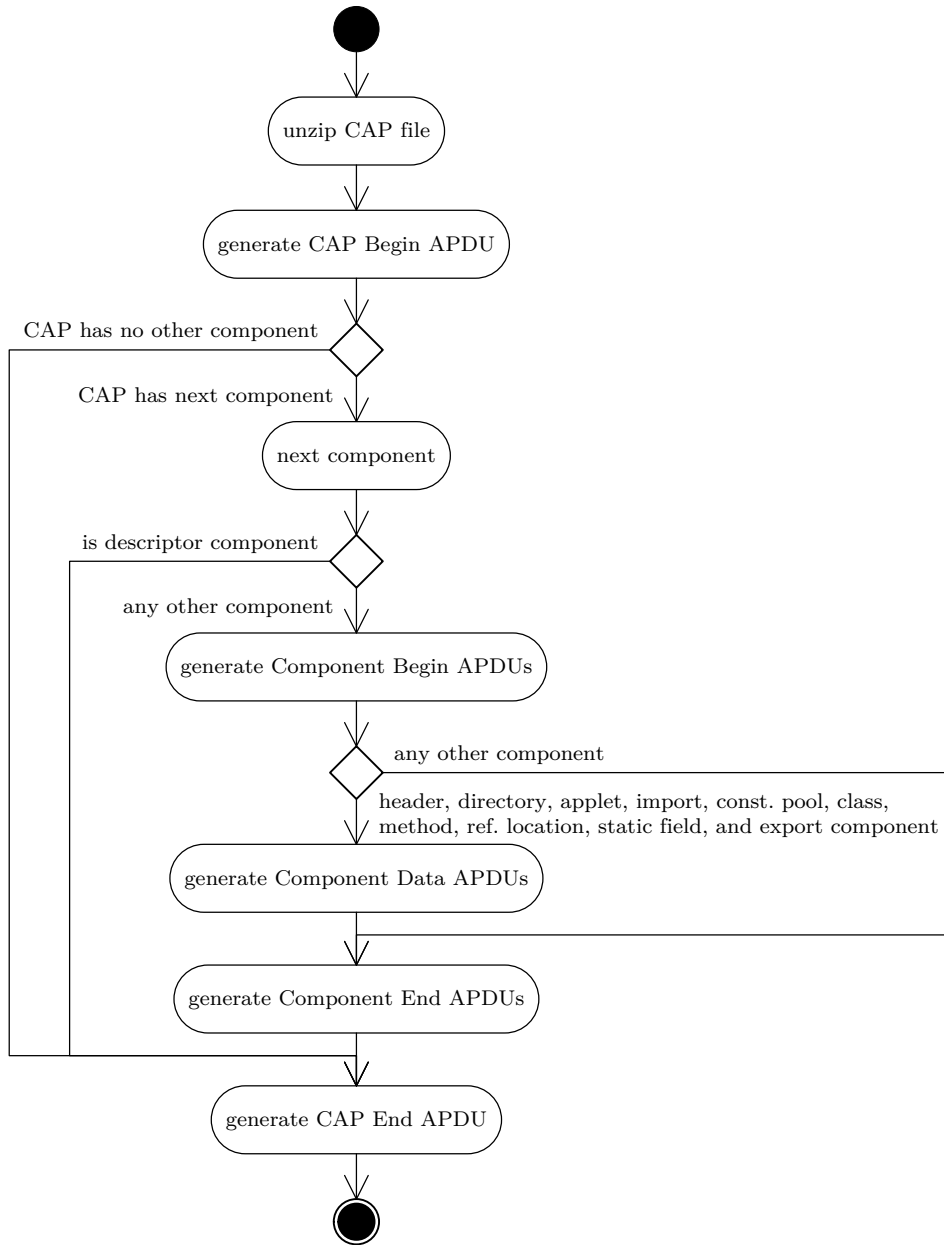 unzip CAP file
generate CAP Begin APDU
CAP has no other component
CAP has next component
next component
is descriptor component
any other component
generate Component Begin APDUs
any other component
header, directory, applet, import, const. pool, class,
method, ref. location, static field, and export component
generate Component Data APDUs
generate Component End APDUs
generate CAP End APDU